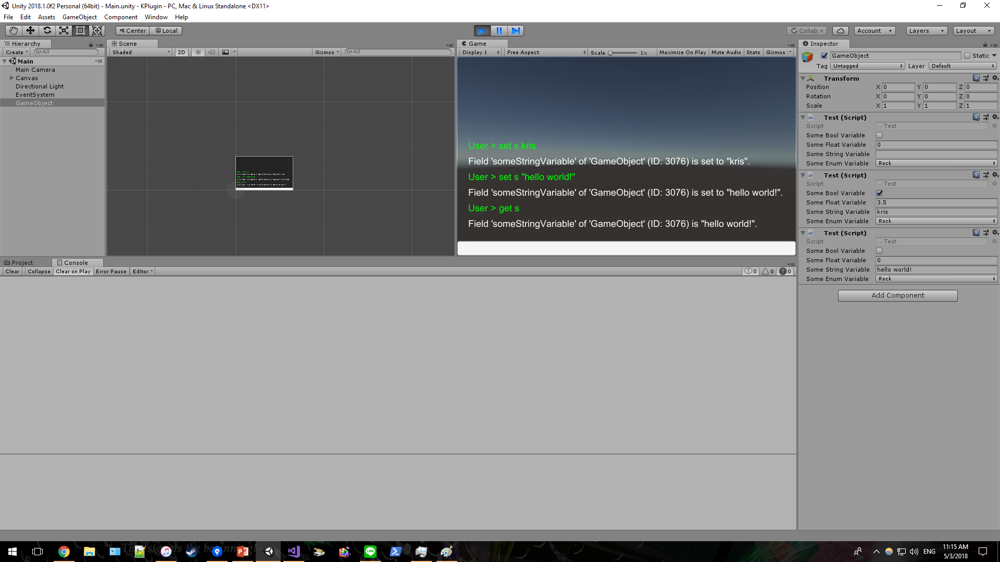 Unity 2018.1.0f2 Personal (64bit) - Main.unity - KPlugin - PC, Mac & Linux Standalone <DX11>
File Edit Assets GameObject Component Window Help
Center Local Collab Account Layers Layout
Hierarchy
Create All
Main
Main Camera
Canvas
Directional Light
EventSystem
GameObject
Scene
Shaded 2D Gizmos All
Game
Display 1 Free Aspect Scale 1x Maximize On Play Mute Audio Stats Gizmos
User > set s kris
Field 'someStringVariable' of 'GameObject' (ID: 3076) is set to "kris".
User > set s "hello world!"
Field 'someStringVariable' of 'GameObject' (ID: 3076) is set to "hello world!".
User > get s
Field 'someStringVariable' of 'GameObject' (ID: 3076) is "hello world!".
Inspector
GameObject Static
Tag Untagged Layer Default
Transform
Position X 0 Y 0 Z 0
Rotation X 0 Y 0 Z 0
Scale X 1 Y 1 Z 1
Test (Script)
Script Test
Some Bool Variable
Some Float Variable 0
Some String Variable
Some Enum Variable Rock
Test (Script)
Script Test
Some Bool Variable
Some Float Variable 3.5
Some String Variable kris
Some Enum Variable Rock
Test (Script)
Script Test
Some Bool Variable
Some Float Variable 0
Some String Variable hello world!
Some Enum Variable Rock
Add Component
Project Console
Clear Collapse Clear on Play Error Pause Editor 0 0 0
LINE
ENG
11:15 AM
5/3/2018